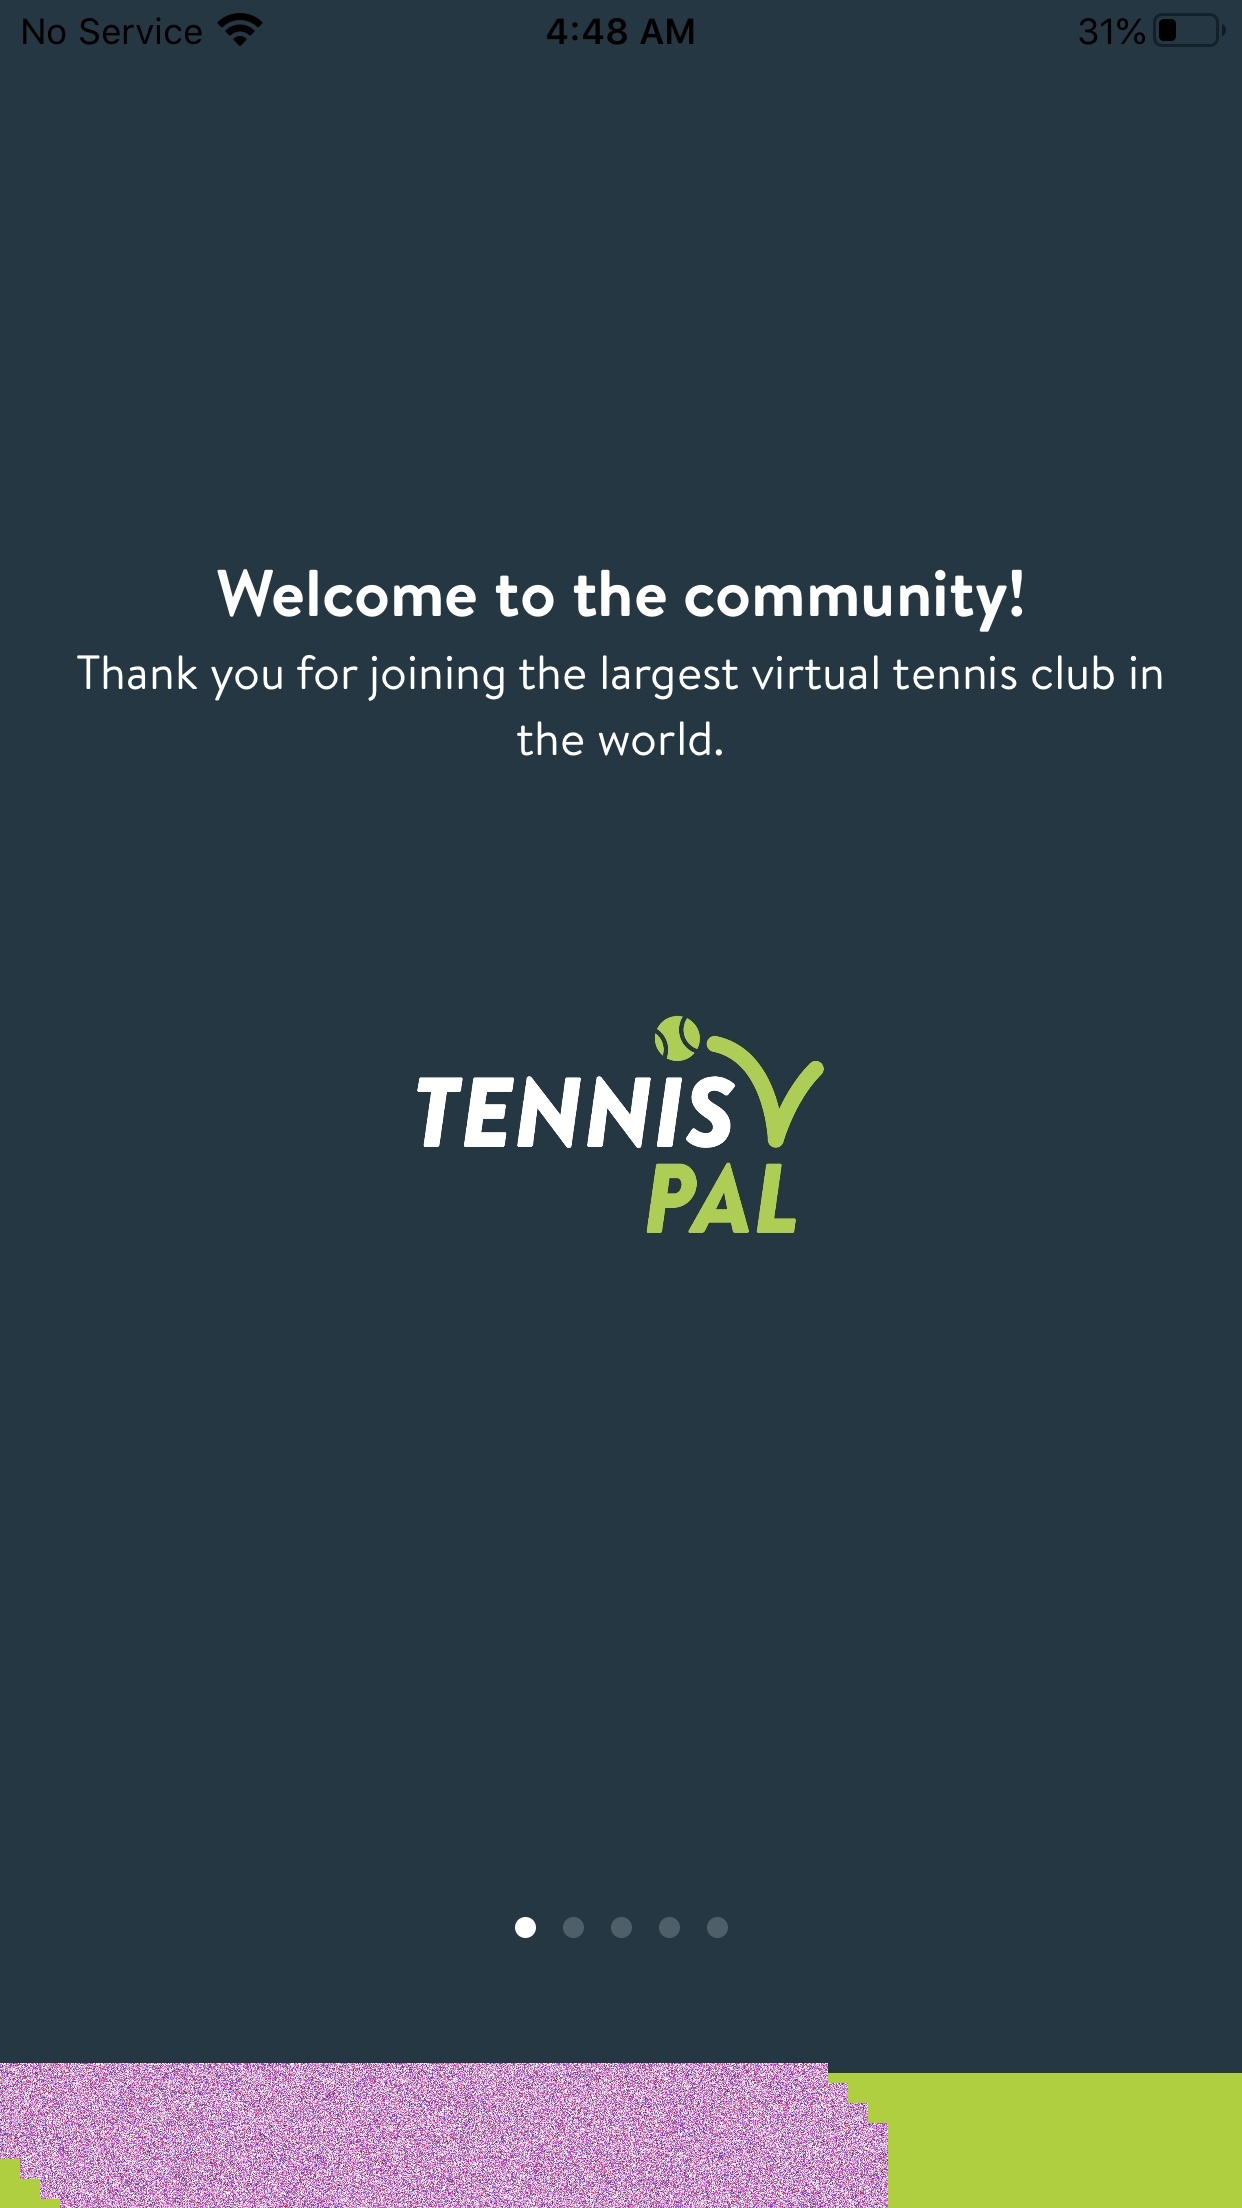 No Service 4:48 AM 31%
Welcome to the community!
Thank you for joining the largest virtual tennis club in
the world.
TENNIS
PAL